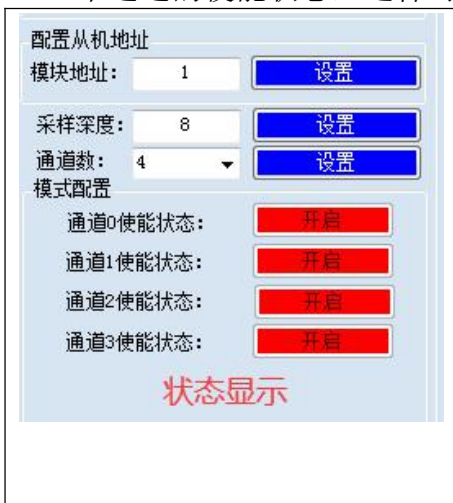 配置从机地址
模块地址: 1 设置
采样深度: 8 设置
通道数: 4 设置
模式配置
通道0使能状态: 开启
通道1使能状态: 开启
通道2使能状态: 开启
通道3使能状态: 开启
状态显示